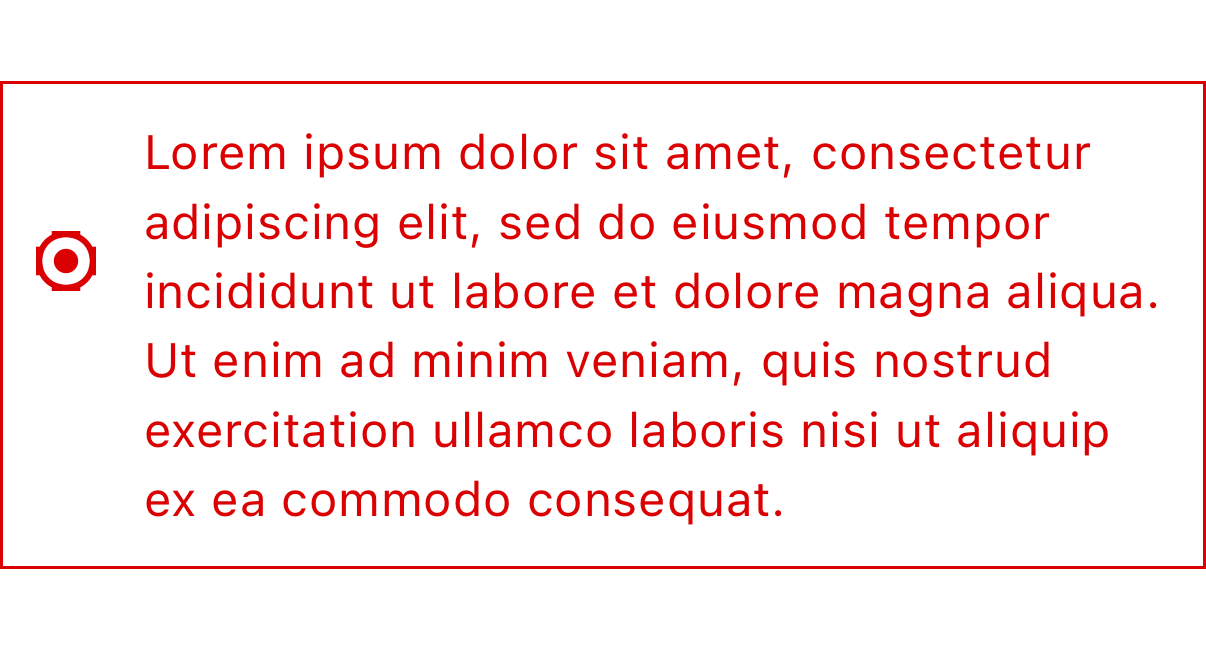 Lorem ipsum dolor sit amet, consectetur
adipiscing elit, sed do eiusmod tempor
incididunt ut labore et dolore magna aliqua.
Ut enim ad minim veniam, quis nostrud
exercitation ullamco laboris nisi ut aliquip
ex ea commodo consequat.